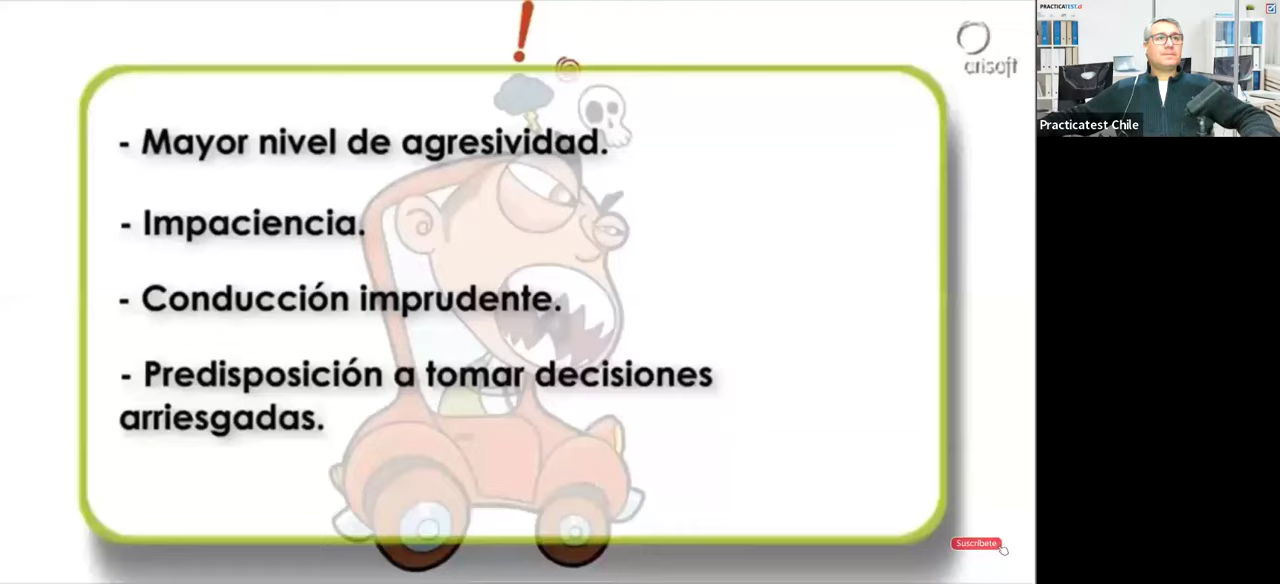 !
arisoft
- Mayor nivel de agresividad.
- Impaciencia.
- Conducción imprudente.
- Predisposición a tomar decisiones
arriesgadas.
Suscríbete
PRACTICATEST.cl
Practicatest Chile